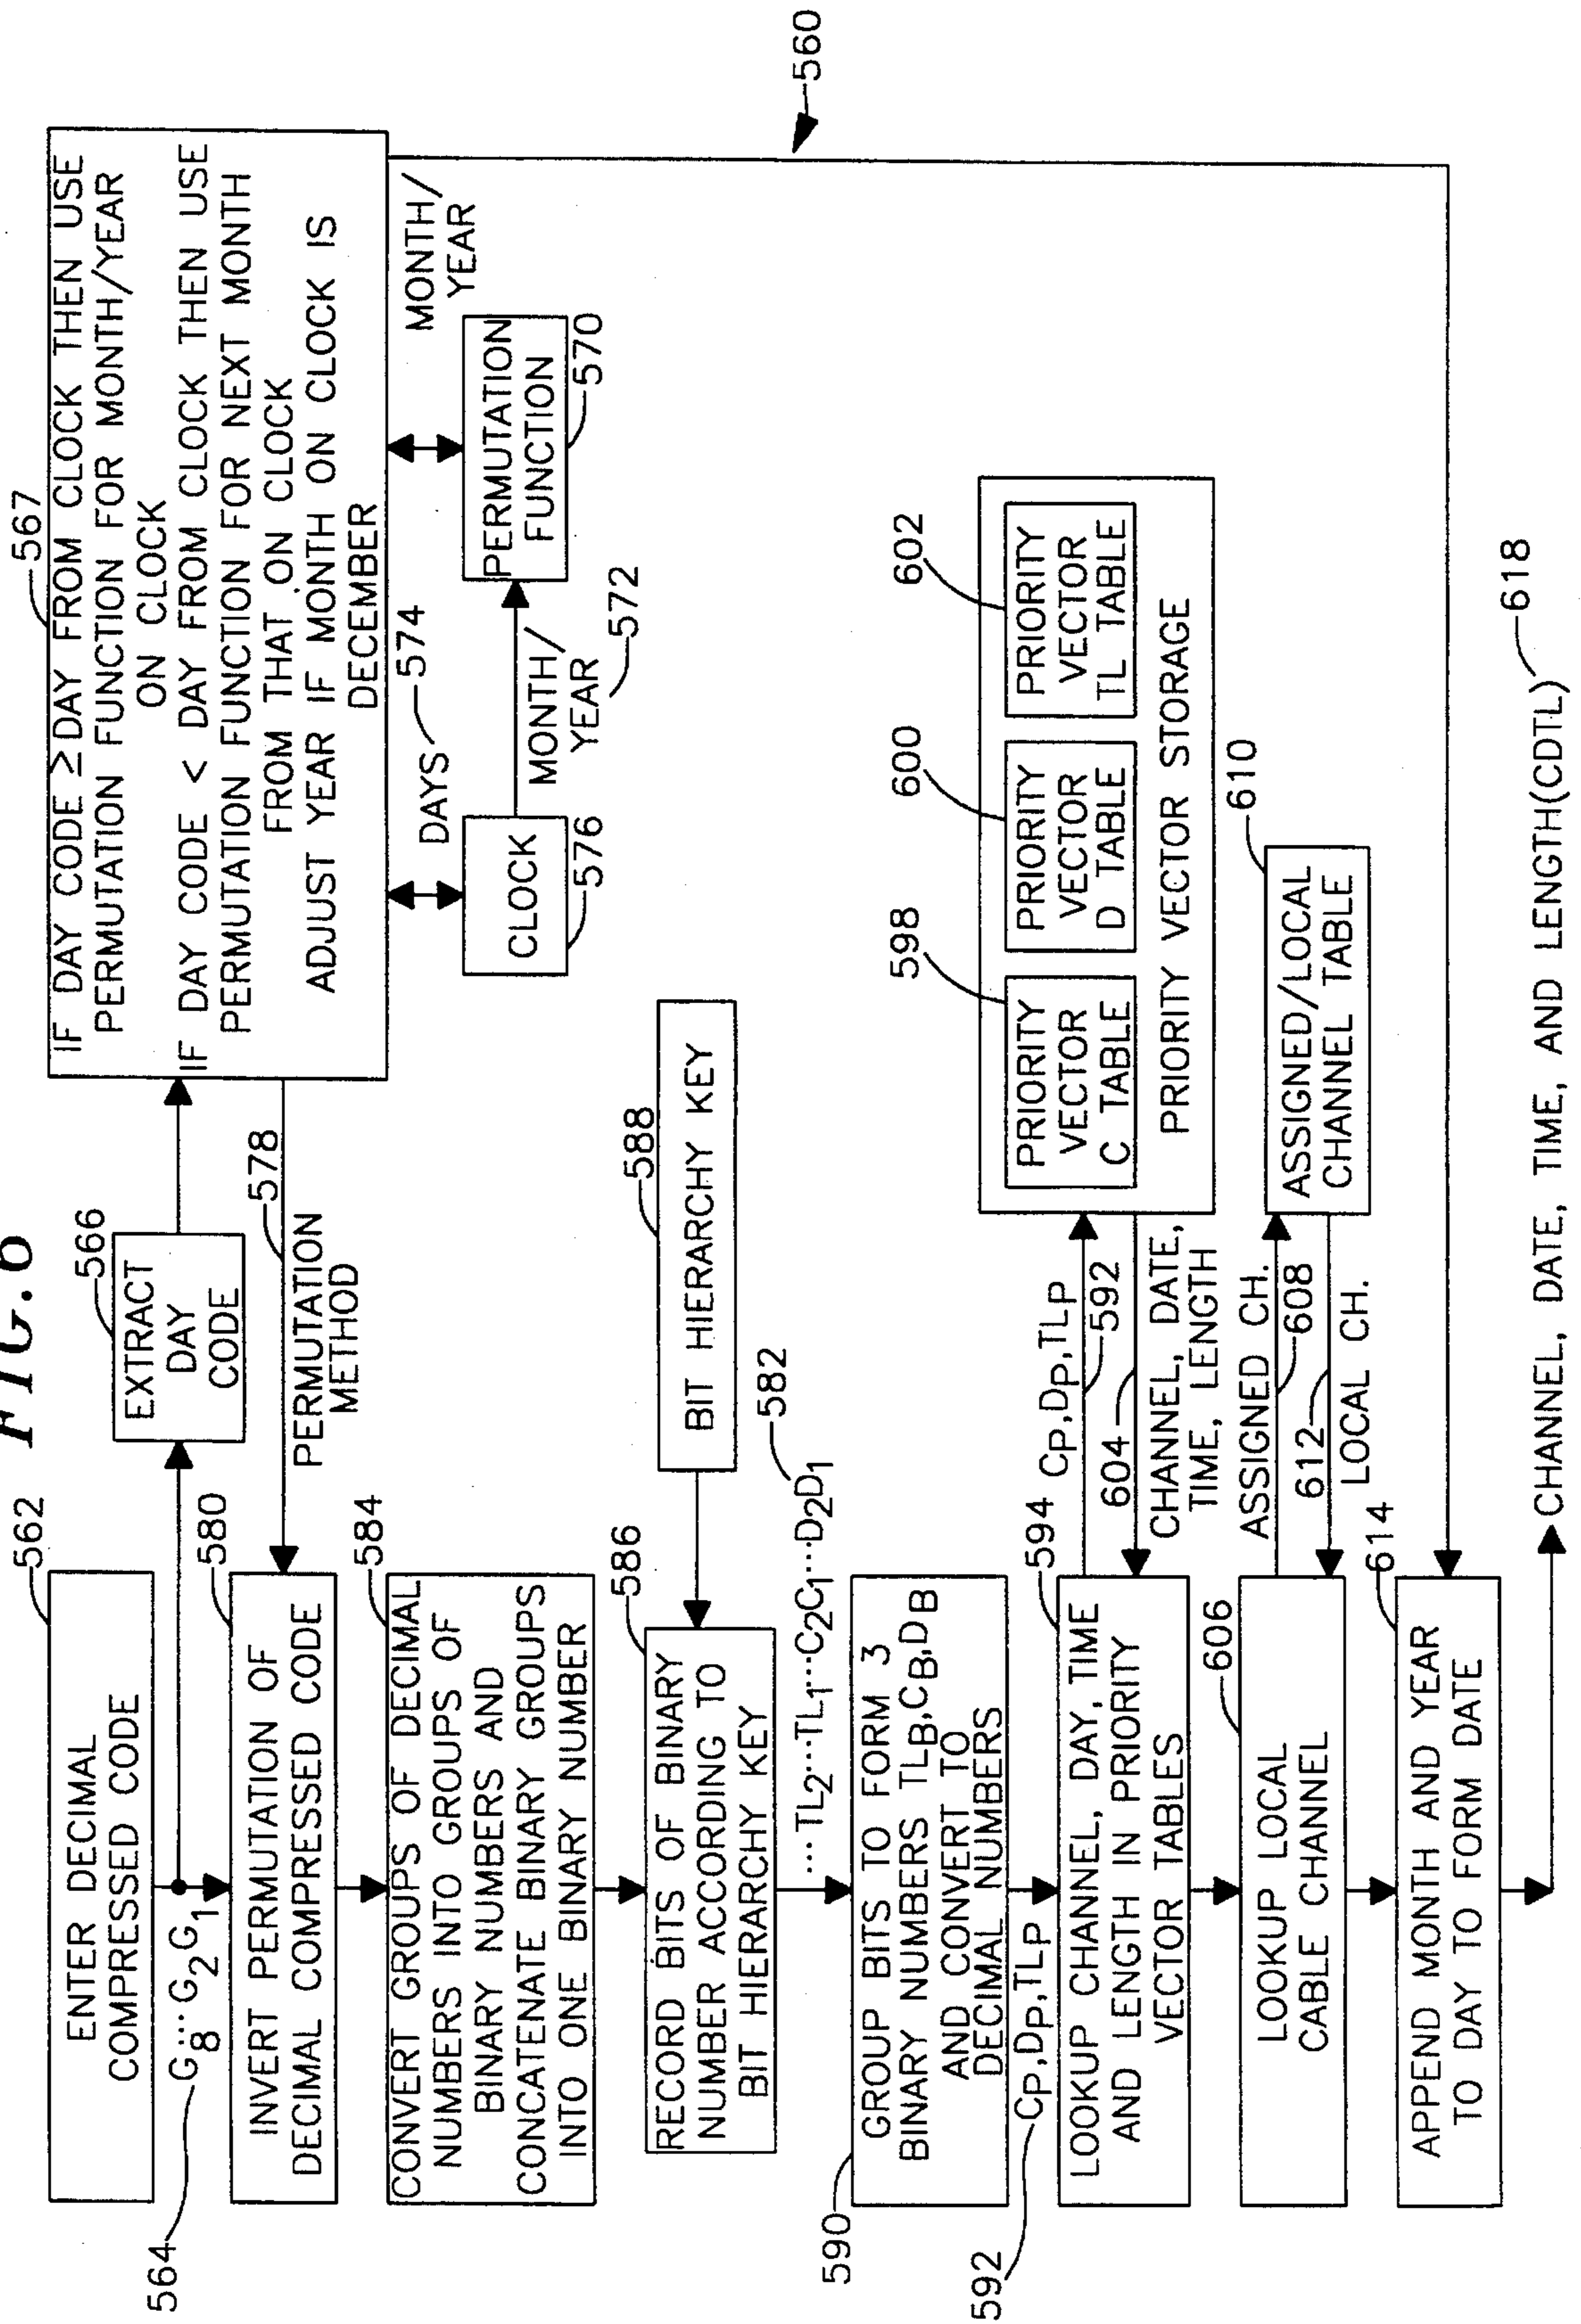 FIG. 6
562
ENTER DECIMAL
COMPRESSED CODE
564
G8...G2G1
566
EXTRACT
DAY
CODE
567
IF DAY CODE ≥ DAY FROM CLOCK THEN USE
PERMUTATION FUNCTION FOR MONTH/YEAR
ON CLOCK
IF DAY CODE < DAY FROM CLOCK THEN USE
PERMUTATION FUNCTION FOR NEXT MONTH
FROM THAT ON CLOCK
ADJUST YEAR IF MONTH ON CLOCK IS
DECEMBER
578
PERMUTATION
METHOD
574
DAYS
CLOCK
576
MONTH/
YEAR
572
PERMUTATION
FUNCTION
570
MONTH/
YEAR
560
580
INVERT PERMUTATION OF
DECIMAL COMPRESSED CODE
584
CONVERT GROUPS OF DECIMAL
NUMBERS INTO GROUPS OF
BINARY NUMBERS AND
CONCATENATE BINARY GROUPS
INTO ONE BINARY NUMBER
586
RECORD BITS OF BINARY
NUMBER ACCORDING TO
BIT HIERARCHY KEY
588
BIT HIERARCHY KEY
....TL2...TL1...C2C1...D2D1
582
590
GROUP BITS TO FORM 3
BINARY NUMBERS TLB,CB,DB
AND CONVERT TO
DECIMAL NUMBERS
592
CP,DP,TLP
594
LOOKUP CHANNEL, DAY, TIME
AND LENGTH IN PRIORITY
VECTOR TABLES
CP,DP,TLP
592
604
CHANNEL, DATE,
TIME, LENGTH
598
PRIORITY
VECTOR
C TABLE
600
PRIORITY
VECTOR
D TABLE
602
PRIORITY
VECTOR
TL TABLE
PRIORITY VECTOR STORAGE
606
LOOKUP LOCAL
CABLE CHANNEL
ASSIGNED CH.
608
612
LOCAL CH.
610
ASSIGNED/LOCAL
CHANNEL TABLE
614
APPEND MONTH AND YEAR
TO DAY TO FORM DATE
CHANNEL, DATE, TIME, AND LENGTH(CDTL)
618